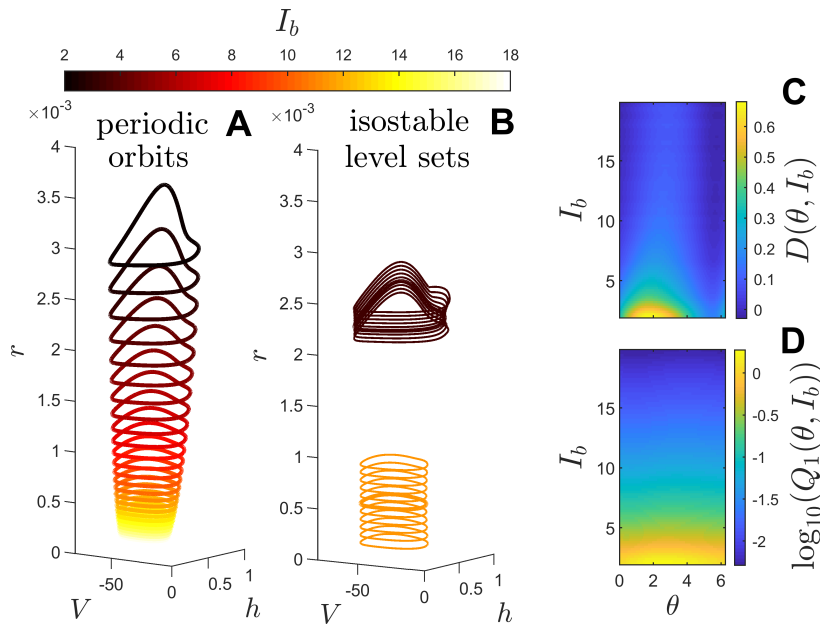 I_b
2 4 6 8 10 12 14 16 18
×10⁻³
periodic
orbits
A
4
3.5
3
2.5
2
1.5
1
0.5
0
r
-50
0
V
0
0.5
1
h
×10⁻³
isostable
level sets
B
4
3.5
3
2.5
2
1.5
1
0.5
0
r
-50
0
V
0
0.5
1
h
C
I_b
15
10
5
0.6
0.5
0.4
0.3
0.2
0.1
0
D(θ, I_b)
D
I_b
15
10
5
0 2 4 6
θ
0
-0.5
-1
-1.5
-2
log₁₀(Q₁(θ, I_b))